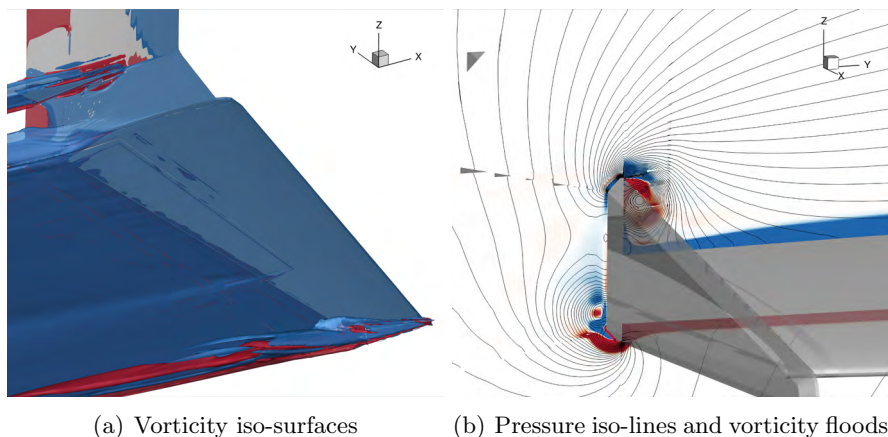 Z
Y
X
Z
Y
X
(a) Vorticity iso-surfaces
(b) Pressure iso-lines and vorticity floods